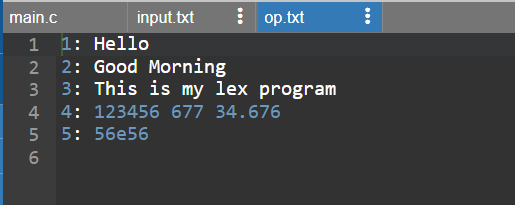 main.c input.txt op.txt
1 1: Hello
2 2: Good Morning
3 3: This is my lex program
4 4: 123456 677 34.676
5 5: 56e56
6